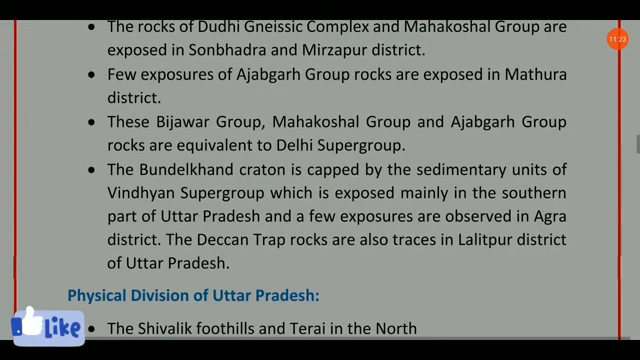 • The rocks of Dudhi Gneissic Complex and Mahakoshal Group are
exposed in Sonbhadra and Mirzapur district.
• Few exposures of Ajabgarh Group rocks are exposed in Mathura
district.
• These Bijawar Group, Mahakoshal Group and Ajabgarh Group
rocks are equivalent to Delhi Supergroup.
• The Bundelkhand craton is capped by the sedimentary units of
Vindhyan Supergroup which is exposed mainly in the southern
part of Uttar Pradesh and a few exposures are observed in Agra
district. The Deccan Trap rocks are also traces in Lalitpur district
of Uttar Pradesh.
Physical Division of Uttar Pradesh:
• The Shivalik foothills and Terai in the North
Like
11:23